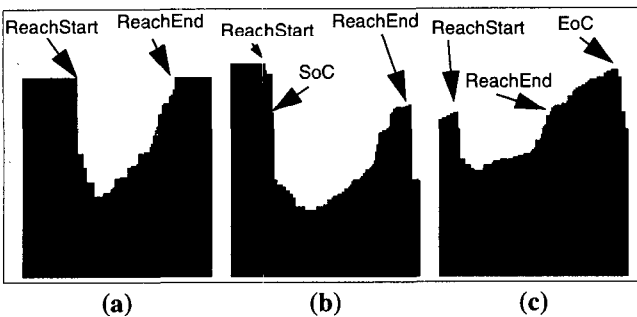 ReachStart
ReachEnd
ReachStart
SoC
ReachEnd
ReachStart
EoC
ReachEnd
(a)
(b)
(c)